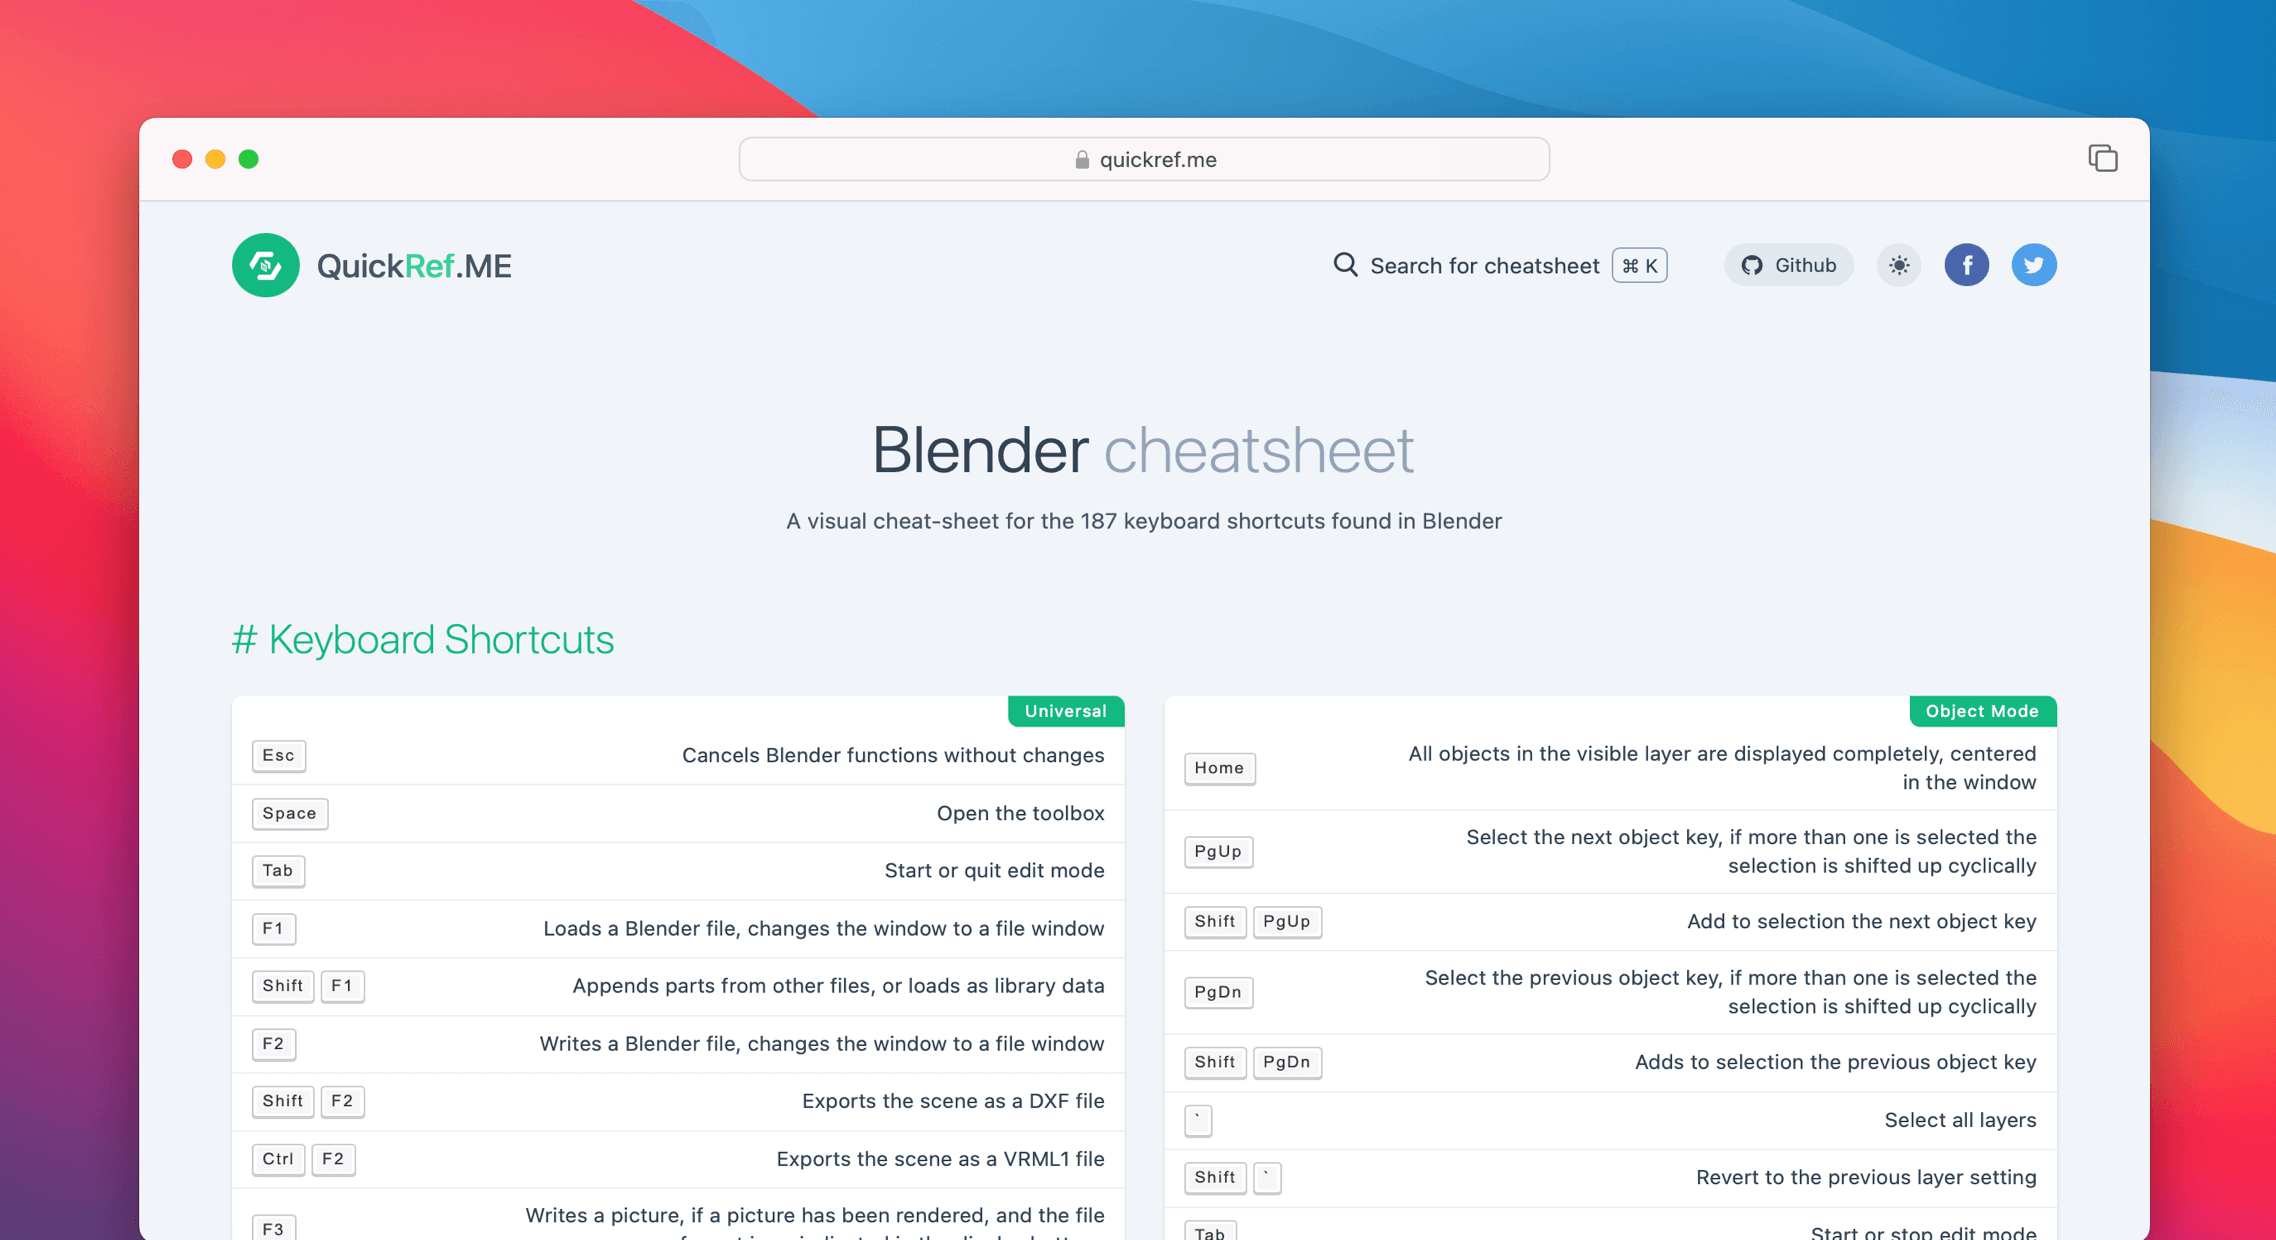 quickref.me
QuickRef.ME
Search for cheatsheet ⌘ K
Github
Blender cheatsheet
A visual cheat-sheet for the 187 keyboard shortcuts found in Blender
# Keyboard Shortcuts
Universal
Esc Cancels Blender functions without changes
Space Open the toolbox
Tab Start or quit edit mode
F1 Loads a Blender file, changes the window to a file window
Shift F1 Appends parts from other files, or loads as library data
F2 Writes a Blender file, changes the window to a file window
Shift F2 Exports the scene as a DXF file
Ctrl F2 Exports the scene as a VRML1 file
F3 Writes a picture, if a picture has been rendered, and the file
Object Mode
Home All objects in the visible layer are displayed completely, centered
in the window
PgUp Select the next object key, if more than one is selected the
selection is shifted up cyclically
Shift PgUp Add to selection the next object key
PgDn Select the previous object key, if more than one is selected the
selection is shifted up cyclically
Shift PgDn Adds to selection the previous object key
` Select all layers
Shift ` Revert to the previous layer setting
Tab Start or stop edit mode